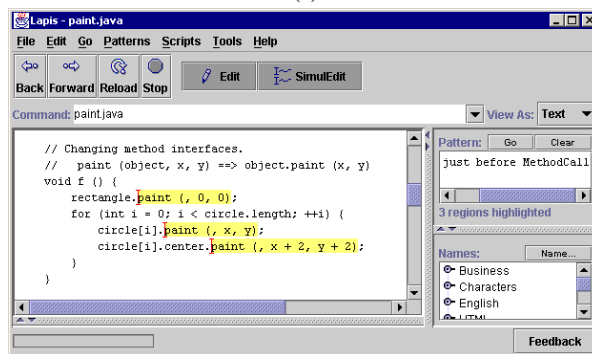 Lapis - paint.java
File Edit Go Patterns Scripts Tools Help
Back Forward Reload Stop Edit SimulEdit
Command: paint.java View As: Text
// Changing method interfaces.
// paint (object, x, y) ==> object.paint (x, y)
void f () {
rectangle.paint (, 0, 0);
for (int i = 0; i < circle.length; ++i) {
circle[i].paint (, x, y);
circle[i].center.paint (, x + 2, y + 2);
}
}
Pattern: Go Clear
just before MethodCall
3 regions highlighted
Names: Name...
Business
Characters
English
HTML
Feedback